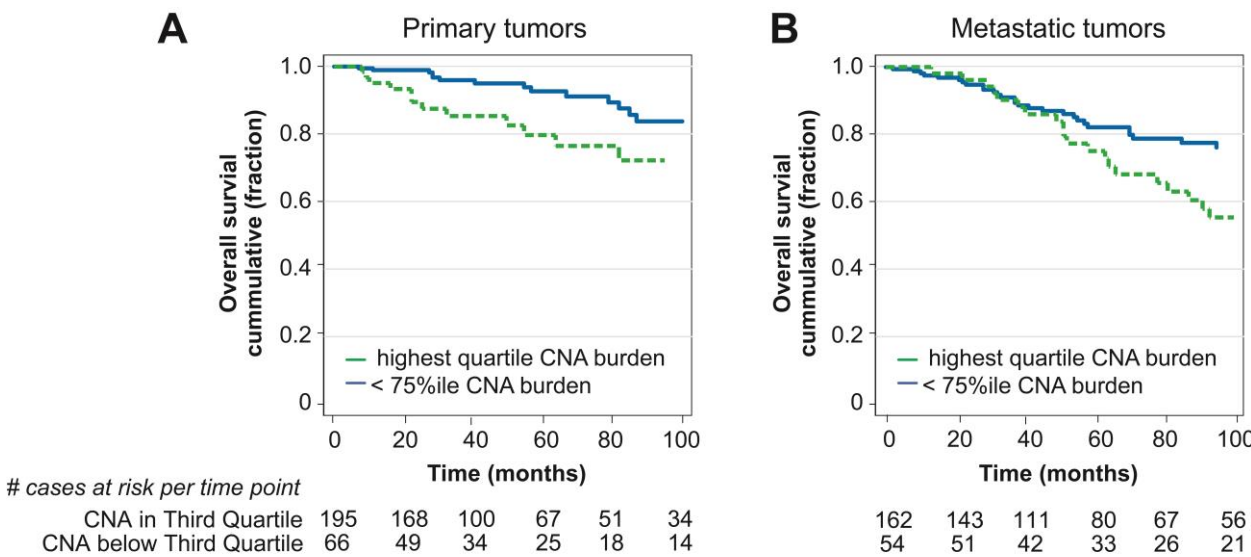 A Primary tumors
1.0
0.8
0.6
0.4
0.2
0
Overall survial
cummulative (fraction)
highest quartile CNA burden
< 75%ile CNA burden
0 20 40 60 80 100
Time (months)
B Metastatic tumors
1.0
0.8
0.6
0.4
0.2
0
Overall survival
cummulative (fraction)
highest quartile CNA burden
< 75%ile CNA burden
0 20 40 60 80 100
Time (months)
# cases at risk per time point
CNA in Third Quartile 195 168 100 67 51 34 162 143 111 80 67 56
CNA below Third Quartile 66 49 34 25 18 14 54 51 42 33 26 21